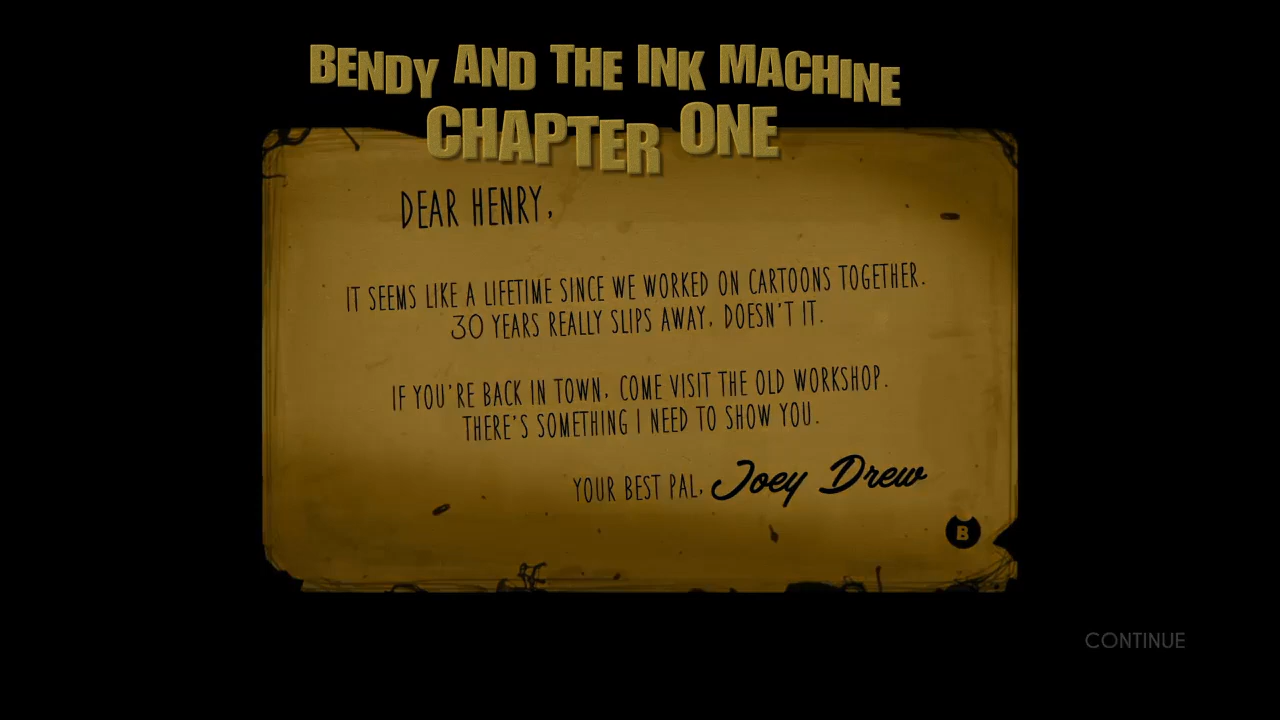 BENDY AND THE INK MACHINE
CHAPTER ONE
DEAR HENRY,
IT SEEMS LIKE A LIFETIME SINCE WE WORKED ON CARTOONS TOGETHER.
30 YEARS REALLY SLIPS AWAY, DOESN'T IT.
IF YOU'RE BACK IN TOWN, COME VISIT THE OLD WORKSHOP.
THERE'S SOMETHING I NEED TO SHOW YOU.
YOUR BEST PAL, Joey Drew
B
CONTINUE